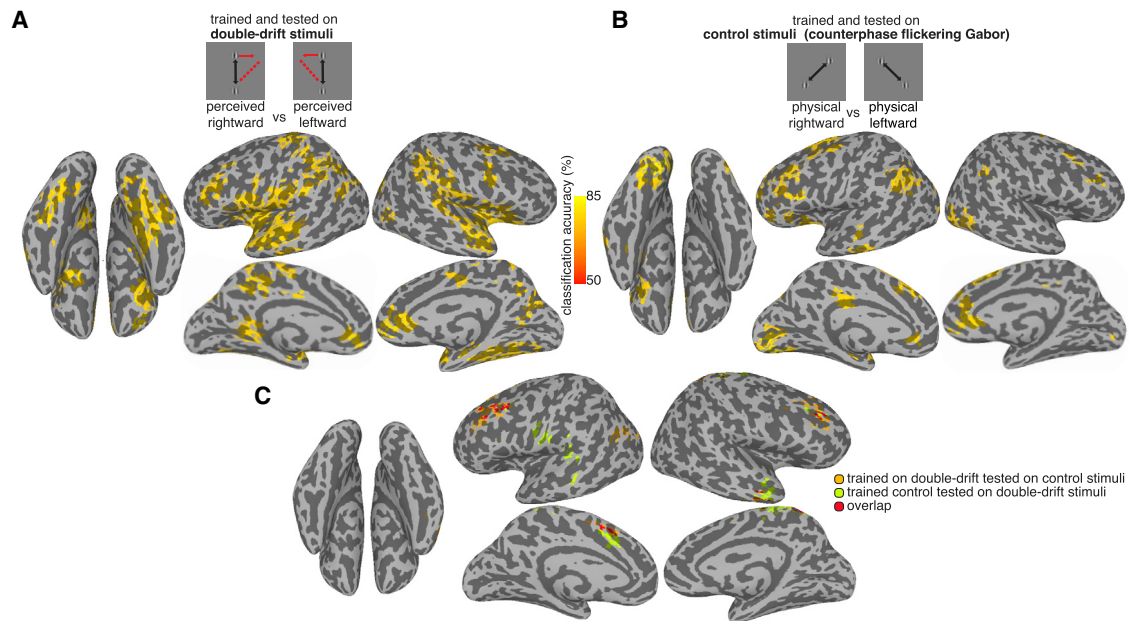 A
trained and tested on
double-drift stimuli
perceived rightward
vs
perceived leftward
85
classification acuuracy (%)
50
B
trained and tested on
control stimuli (counterphase flickering Gabor)
physical rightward
vs
physical leftward
C
trained on double-drift tested on control stimuli
trained control tested on double-drift stimuli
overlap